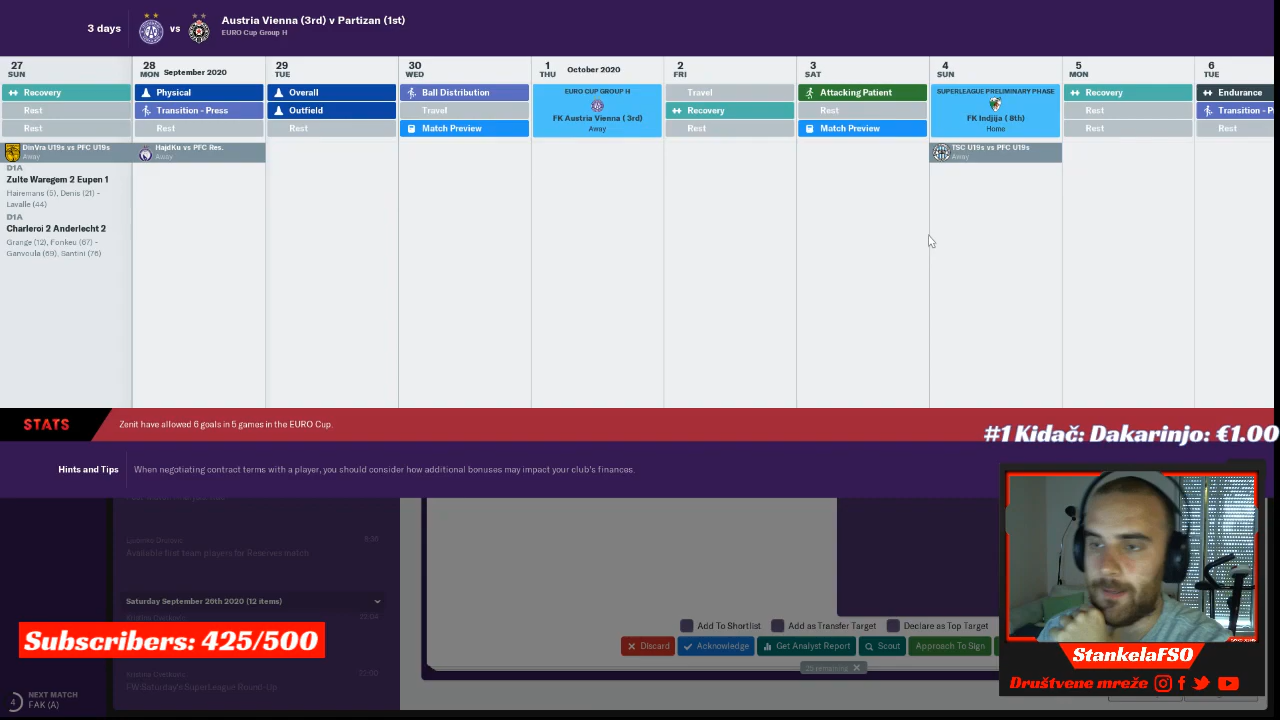 3 days
vs
Austria Vienna (3rd) v Partizan (1st)
EURO Cup Group H
27
SUN
Recovery
Rest
Rest
DinVra U19s vs PFC U19s
Away
D1A
Zulte Waregem 2 Eupen 1
Hairemans (5), Denis (21) -
Lavalle (44)
D1A
Charleroi 2 Anderlecht 2
Grange (12), Fonkeu (67) -
Ganvoula (69), Santini (76)
28
MON
September 2020
Physical
Transition - Press
Rest
HajdKu vs PFC Res.
Away
29
TUE
Overall
Outfield
Rest
30
WED
Ball Distribution
Travel
Match Preview
1
THU
October 2020
EURO CUP GROUP H
FK Austria Vienna ( 3rd)
Away
2
FRI
Travel
Recovery
Rest
3
SAT
Attacking Patient
Rest
Match Preview
4
SUN
SUPERLEAGUE PRELIMINARY PHASE
FK Indjija ( 8th)
Home
TSC U19s vs PFC U19s
Away
5
MON
Recovery
Rest
Rest
6
TUE
Endurance
Transition - P
Rest
STATS
Zenit have allowed 6 goals in 5 games in the EURO Cup.
#1 Kidač: Dakarinjo: €1.00
Hints and Tips
When negotiating contract terms with a player, you should consider how additional bonuses may impact your club's finances.
Available first team players for Reserves match
Saturday September 26th 2020 (12 items)
FW:Saturday's SuperLeague Round-Up
Subscribers: 425/500
Add To Shortlist
Add as Transfer Target
Declare as Top Target
Discard
Acknowledge
Get Analyst Report
Scout
Approach To Sign
25 remaining
4
NEXT MATCH
FAK (A)
StankelaFSO
Društvene mreže